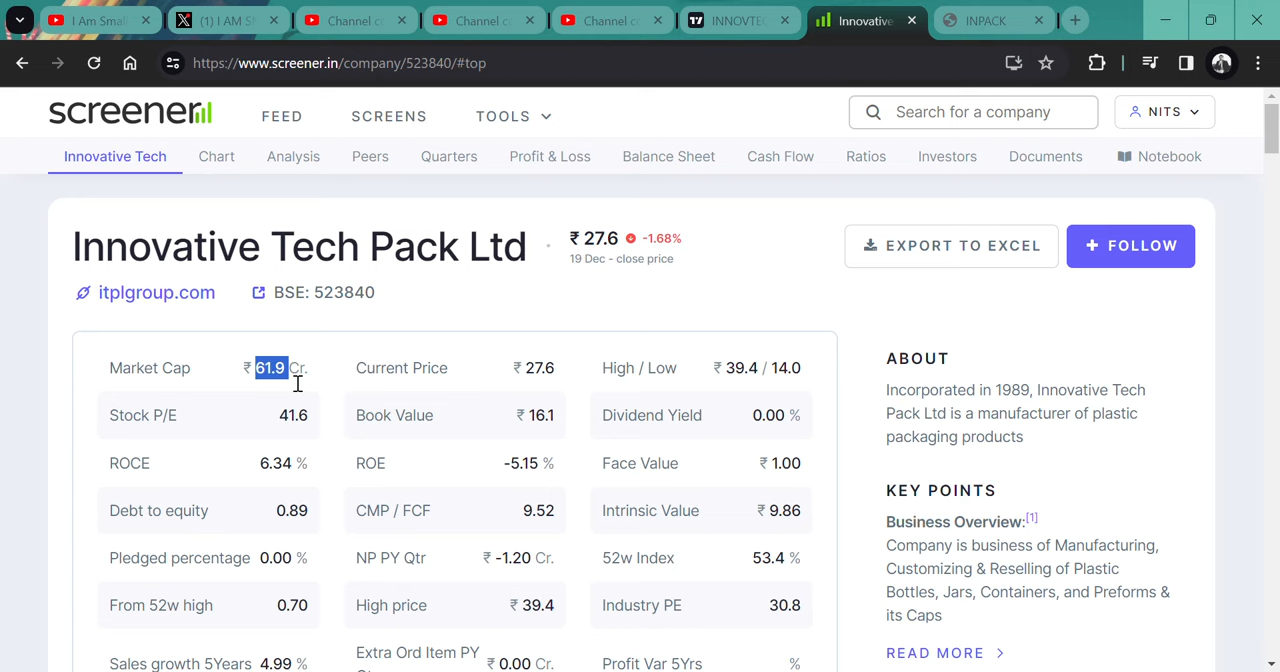 I Am Smal
(1) I AM S
Channel c
Channel c
Channel c
INNOVTE
Innovative
INPACK
https://www.screener.in/company/523840/#top
screener
FEED
SCREENS
TOOLS
Search for a company
NITS
Innovative Tech
Chart
Analysis
Peers
Quarters
Profit & Loss
Balance Sheet
Cash Flow
Ratios
Investors
Documents
Notebook
Innovative Tech Pack Ltd
₹ 27.6 -1.68%
19 Dec - close price
EXPORT TO EXCEL
+ FOLLOW
itplgroup.com
BSE: 523840
Market Cap ₹ 61.9 Cr.
Current Price ₹ 27.6
High / Low ₹ 39.4 / 14.0
Stock P/E 41.6
Book Value ₹ 16.1
Dividend Yield 0.00 %
ROCE 6.34 %
ROE -5.15 %
Face Value ₹ 1.00
Debt to equity 0.89
CMP / FCF 9.52
Intrinsic Value ₹ 9.86
Pledged percentage 0.00 %
NP PY Qtr ₹ -1.20 Cr.
52w Index 53.4 %
From 52w high 0.70
High price ₹ 39.4
Industry PE 30.8
Sales growth 5Years 4.99 %
Extra Ord Item PY
₹ 0.00 Cr.
Profit Var 5Yrs %
ABOUT
Incorporated in 1989, Innovative Tech
Pack Ltd is a manufacturer of plastic
packaging products
KEY POINTS
Business Overview:[1]
Company is business of Manufacturing,
Customizing & Reselling of Plastic
Bottles, Jars, Containers, and Preforms &
its Caps
READ MORE